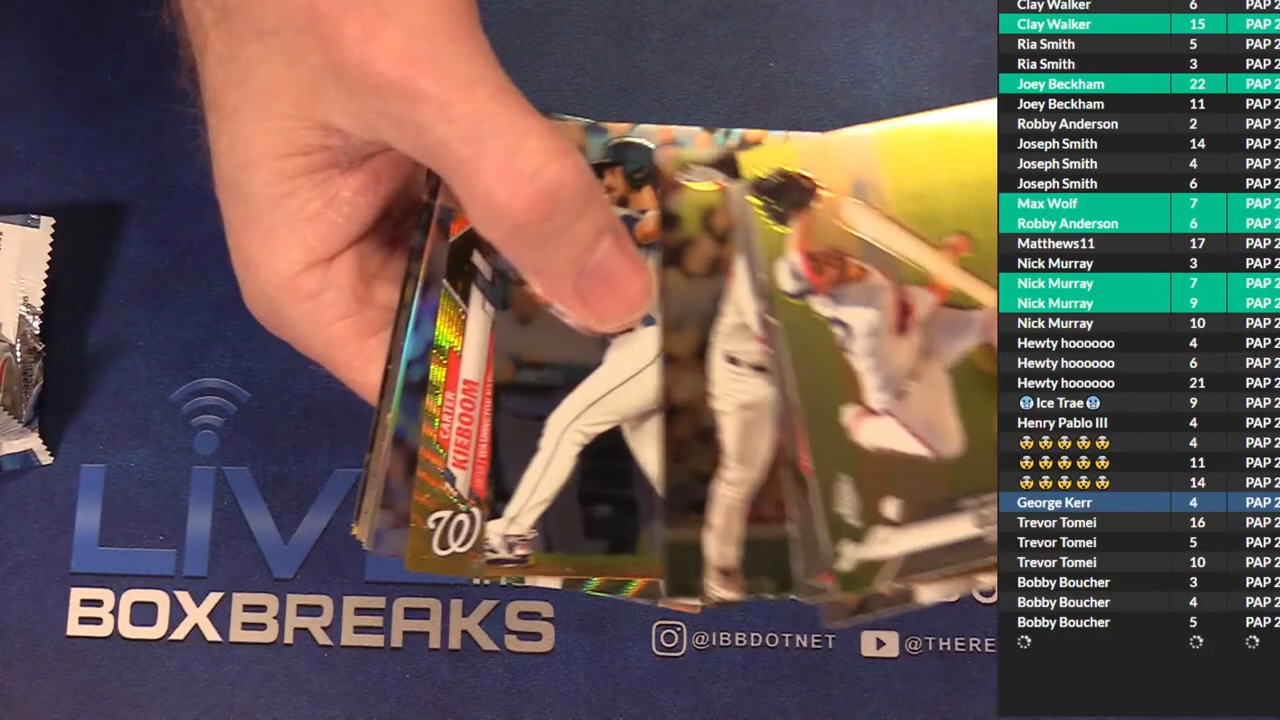 Clay Walker 6 PAP 2
Clay Walker 15 PAP 2
Ria Smith 5 PAP 2
Ria Smith 3 PAP 2
Joey Beckham 22 PAP 2
Joey Beckham 11 PAP 2
Robby Anderson 2 PAP 2
Joseph Smith 14 PAP 2
Joseph Smith 4 PAP 2
Joseph Smith 6 PAP 2
Max Wolf 7 PAP 2
Robby Anderson 6 PAP 2
Matthews11 17 PAP 2
Nick Murray 3 PAP 2
Nick Murray 7 PAP 2
Nick Murray 9 PAP 2
Nick Murray 10 PAP 2
Hewty hoooooo 4 PAP 2
Hewty hoooooo 6 PAP 2
Hewty hoooooo 21 PAP 2
🥶 Ice Trae 🥶 9 PAP 2
Henry Pablo III 4 PAP 2
🤯 🤯 🤯 🤯 🤯 4 PAP 2
🤯 🤯 🤯 🤯 🤯 11 PAP 2
🤯 🤯 🤯 🤯 🤯 14 PAP 2
George Kerr 4 PAP 2
Trevor Tomei 16 PAP 2
Trevor Tomei 5 PAP 2
Trevor Tomei 10 PAP 2
Bobby Boucher 3 PAP 2
Bobby Boucher 4 PAP 2
Bobby Boucher 5 PAP 2
CARTER
KIEBOOM
W
LIVE
BOXBREAKS
@IBBDOTNET
@THERE